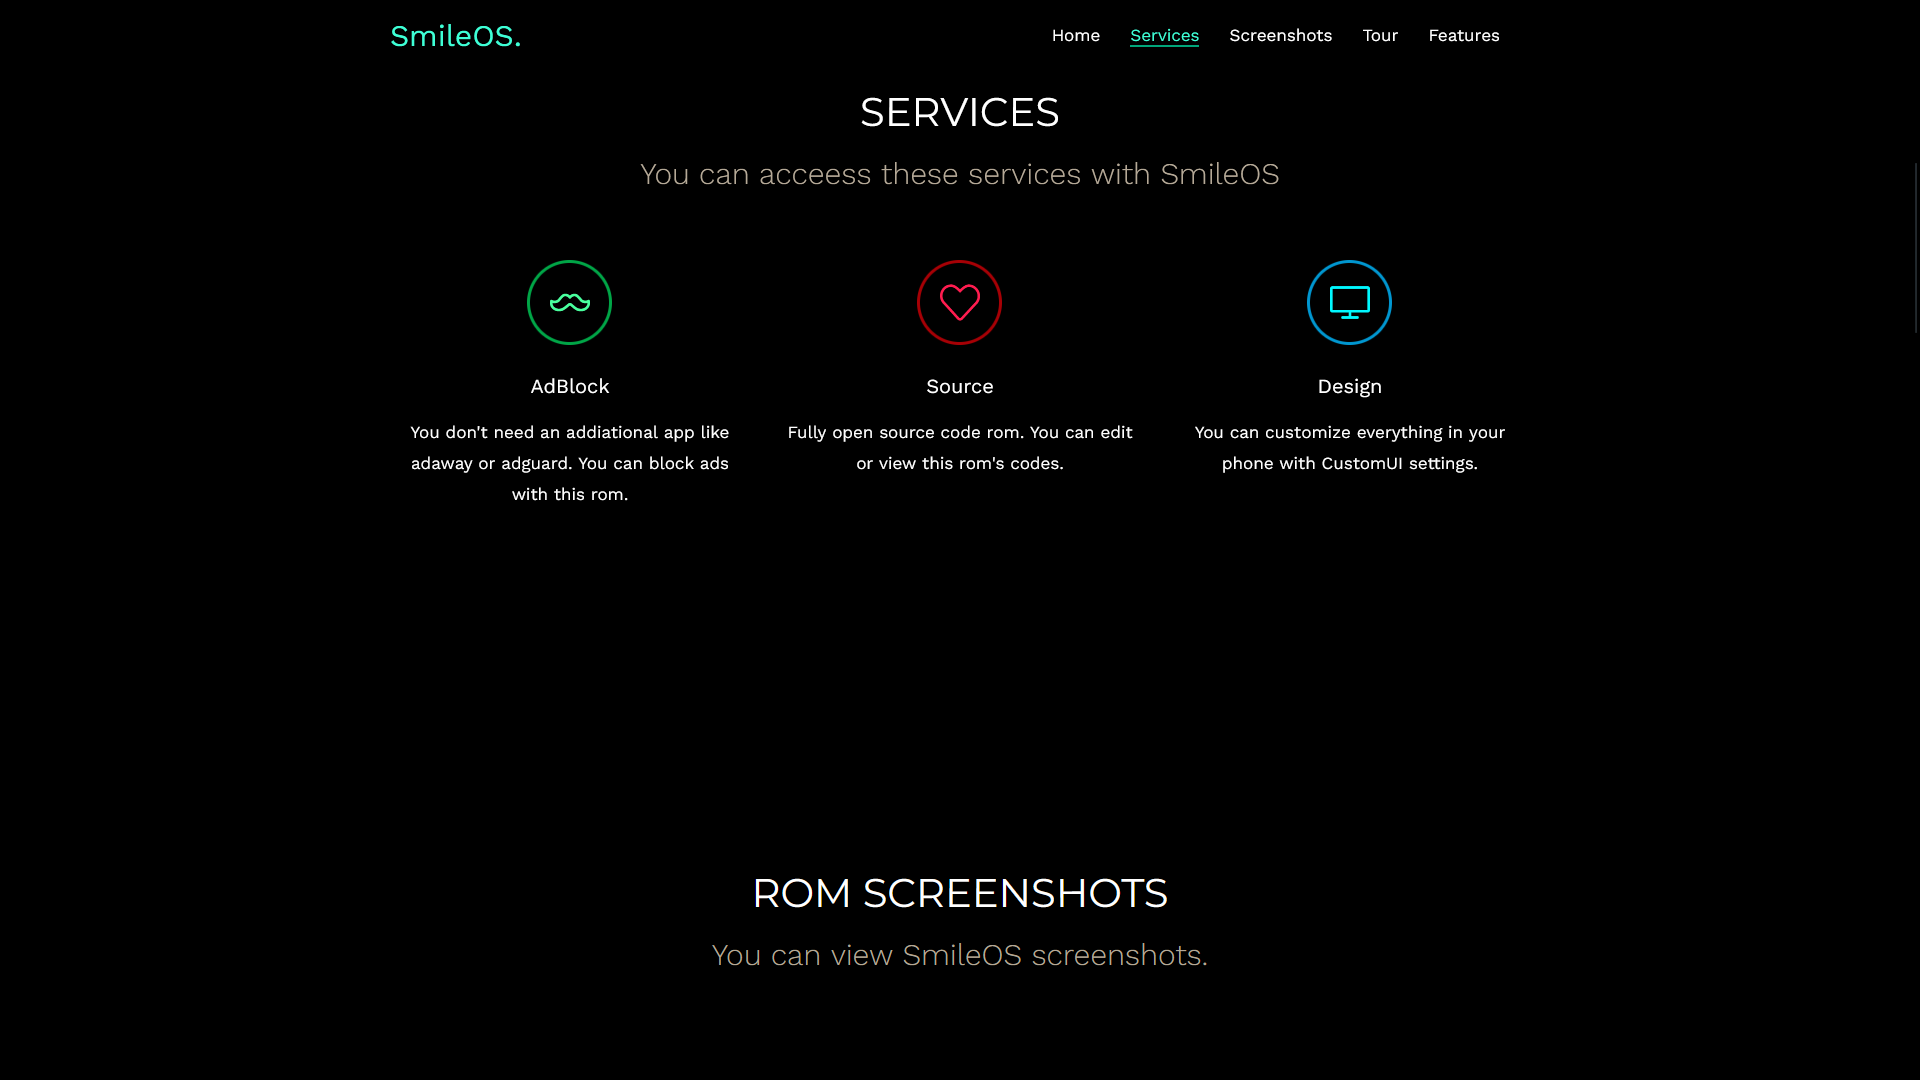 SmileOS.
Home
Services
Screenshots
Tour
Features
SERVICES
You can acceess these services with SmileOS
AdBlock
You don't need an addiational app like
adaway or adguard. You can block ads
with this rom.
Source
Fully open source code rom. You can edit
or view this rom's codes.
Design
You can customize everything in your
phone with CustomUI settings.
ROM SCREENSHOTS
You can view SmileOS screenshots.